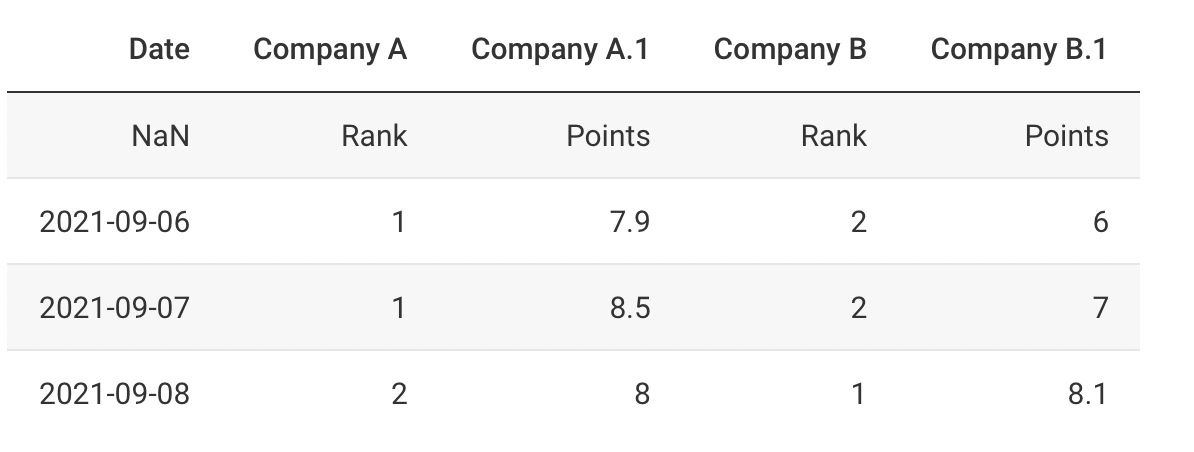 Date Company A Company A.1 Company B Company B.1
NaN Rank Points Rank Points
2021-09-06 1 7.9 2 6
2021-09-07 1 8.5 2 7
2021-09-08 2 8 1 8.1